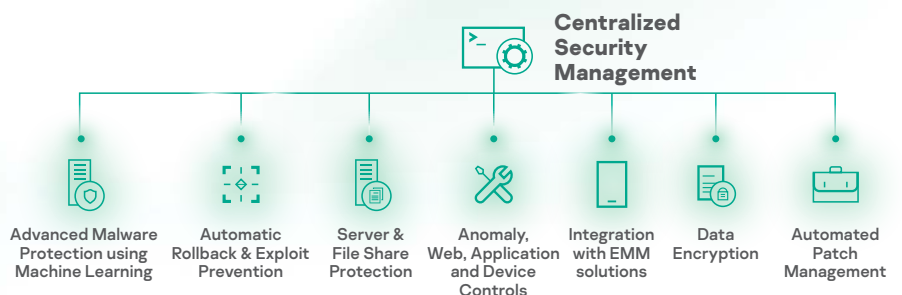 Centralized
Security
Management
Advanced Malware
Protection using
Machine Learning
Automatic
Rollback & Exploit
Prevention
Server &
File Share
Protection
Anomaly,
Web, Application
and Device
Controls
Integration
with EMM
solutions
Data
Encryption
Automated
Patch
Management